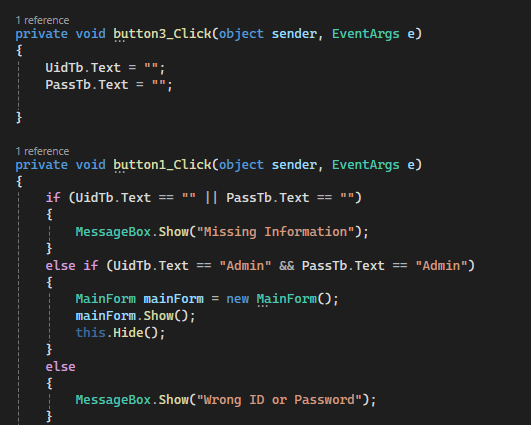 1 reference
private void button3_Click(object sender, EventArgs e)
{
UidTb.Text = "";
PassTb.Text = "";
}
1 reference
private void button1_Click(object sender, EventArgs e)
{
if (UidTb.Text == "" || PassTb.Text == "")
{
MessageBox.Show("Missing Information");
}
else if (UidTb.Text == "Admin" && PassTb.Text == "Admin")
{
MainForm mainForm = new MainForm();
mainForm.Show();
this.Hide();
}
else
{
MessageBox.Show("Wrong ID or Password");
}